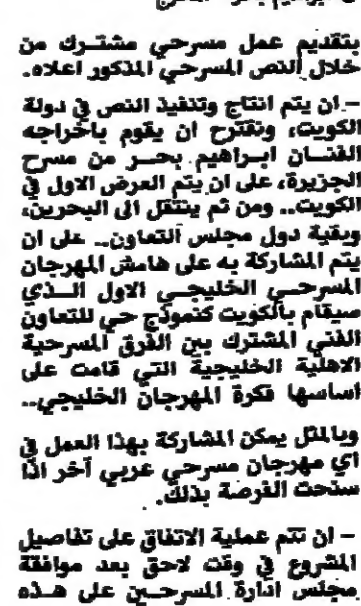 بتقديم عمل مسرحي مشترك من
خلال النص المسرحي المذكور اعلاه.
– ان يتم انتاج وتنفيذ النص في دولة
الكويت، ونقترح ان يقوم باخراجه
الفنان ابراهيم بحر من مسرح
الجزيرة، على ان يتم العرض الاول في
الكويت.. ومن ثم ينتقل الى البحرين،
وبقية دول مجلس التعاون.. على ان
يتم المشاركة به على هامش المهرجان
المسرحي الخليجي الاول الذي
سيقام بالكويت كنموذج حي للتعاون
الفني المشترك بين الفرق المسرحية
الاهلية الخليجية التي قامت على
اساسها فكرة المهرجان الخليجي..
وبالمثل يمكن المشاركة بهذا العمل في
اي مهرجان مسرحي عربي آخر اذا
سنحت الفرصة بذلك.
– ان تتم عملية الاتفاق على تفاصيل
المشروع في وقت لاحق بعد موافقة
مجلس ادارة المسرحين على هذه